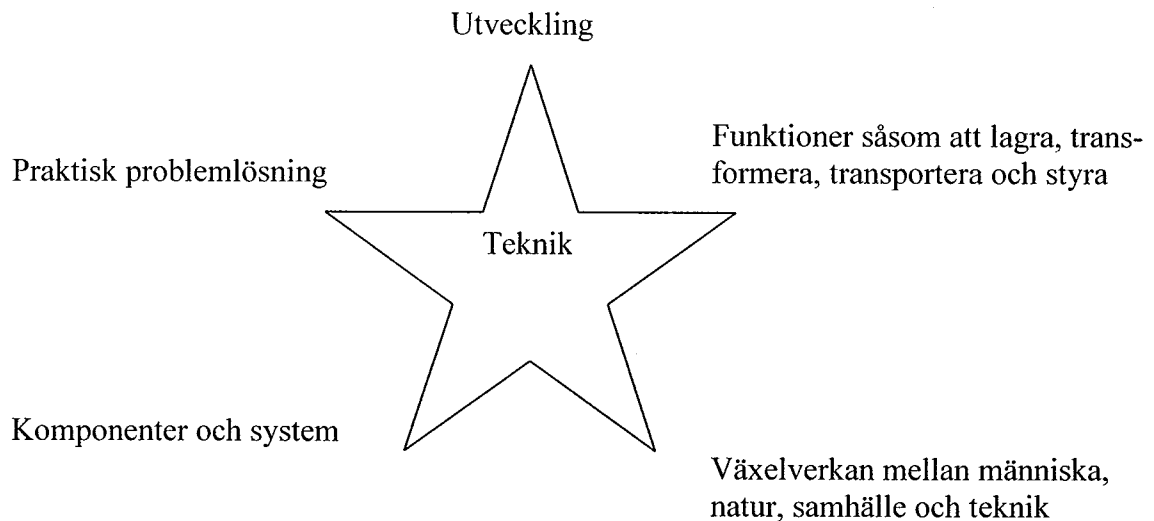 Utveckling
Funktioner såsom att lagra, trans-
formera, transportera och styra
Praktisk problemlösning
Teknik
Komponenter och system
Växelverkan mellan människa,
natur, samhälle och teknik